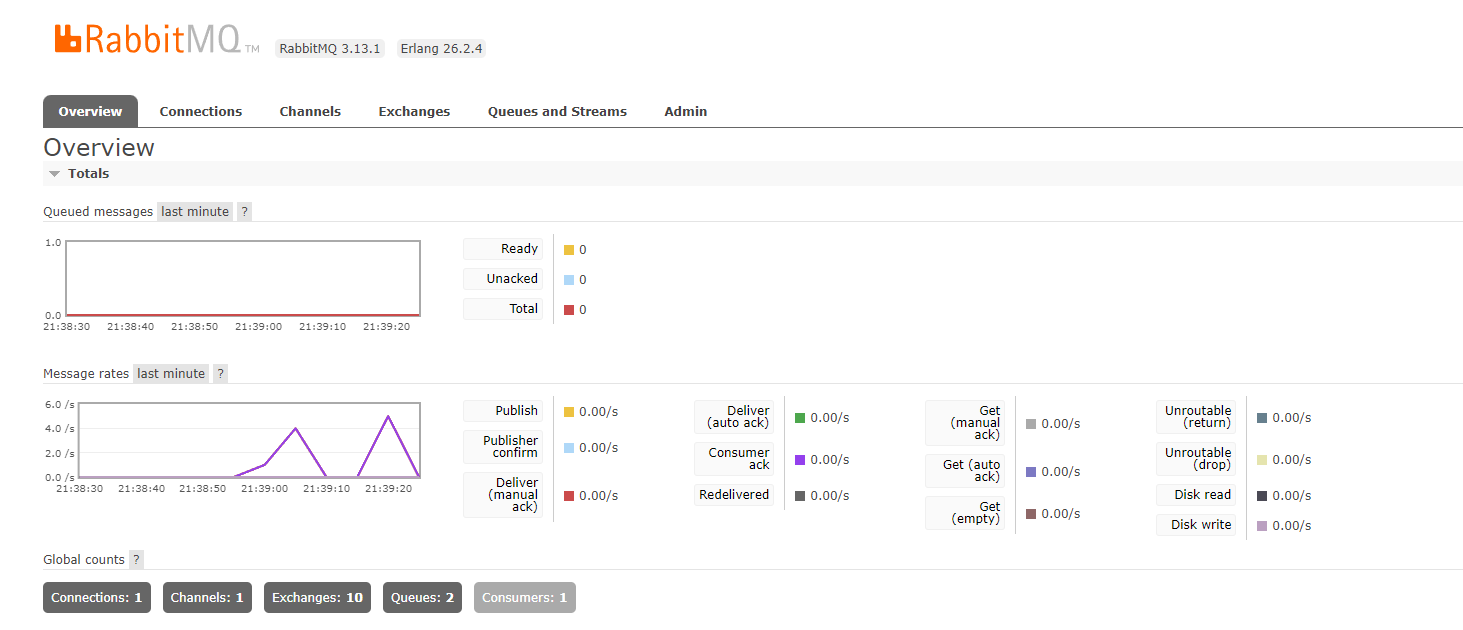 RabbitMQ TM RabbitMQ 3.13.1 Erlang 26.2.4
Overview Connections Channels Exchanges Queues and Streams Admin
Overview
Totals
Queued messages last minute ?
1.0
0.0
21:38:30 21:38:40 21:38:50 21:39:00 21:39:10 21:39:20
Ready 0
Unacked 0
Total 0
Message rates last minute ?
6.0 /s
4.0 /s
2.0 /s
0.0 /s
21:38:30 21:38:40 21:38:50 21:39:00 21:39:10 21:39:20
Publish 0.00/s
Publisher
confirm 0.00/s
Deliver
(manual
ack) 0.00/s
Deliver
(auto ack) 0.00/s
Consumer
ack 0.00/s
Redelivered 0.00/s
Get
(manual
ack) 0.00/s
Get (auto
ack) 0.00/s
Get
(empty) 0.00/s
Unroutable
(return) 0.00/s
Unroutable
(drop) 0.00/s
Disk read 0.00/s
Disk write 0.00/s
Global counts ?
Connections: 1 Channels: 1 Exchanges: 10 Queues: 2 Consumers: 1